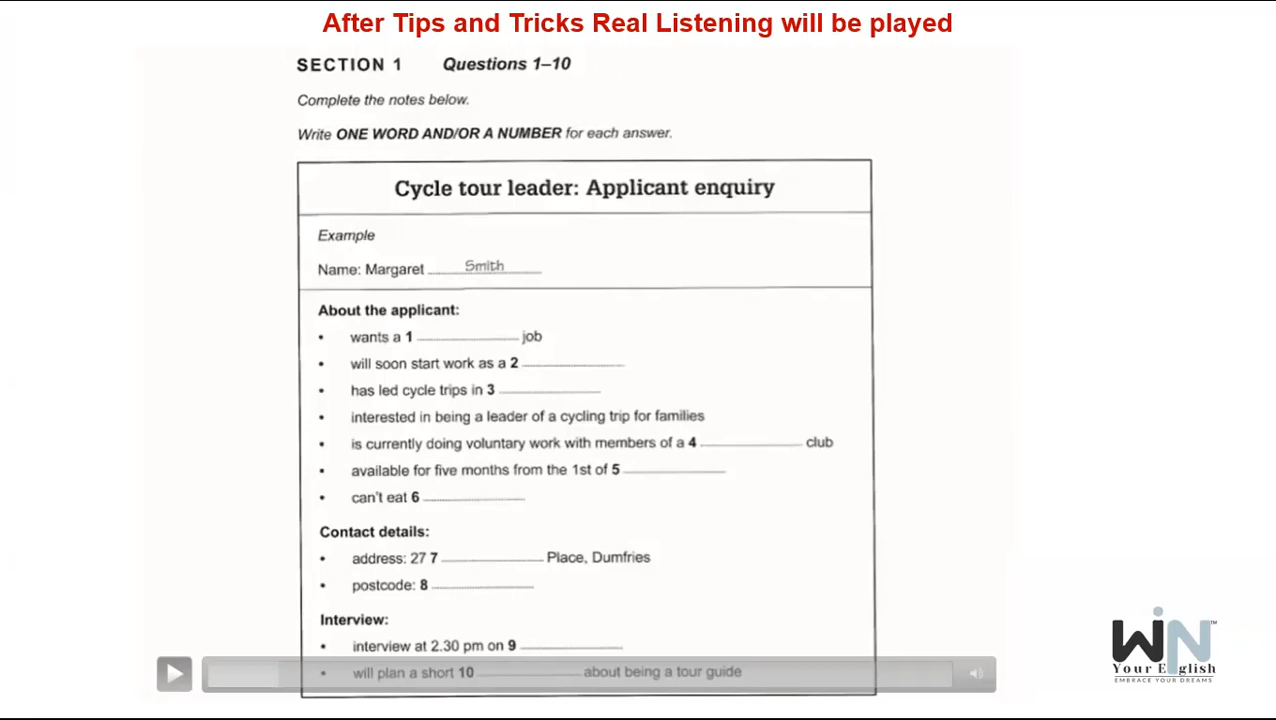 After Tips and Tricks Real Listening will be played
SECTION 1 Questions 1–10
Complete the notes below.
Write ONE WORD AND/OR A NUMBER for each answer.
Cycle tour leader: Applicant enquiry
Example
Name: Margaret Smith
About the applicant:
• wants a 1 job
• will soon start work as a 2
• has led cycle trips in 3
• interested in being a leader of a cycling trip for families
• is currently doing voluntary work with members of a 4 club
• available for five months from the 1st of 5
• can't eat 6
Contact details:
• address: 27 7 Place, Dumfries
• postcode: 8
Interview:
• interview at 2.30 pm on 9
• will plan a short 10 about being a tour guide
WIN TM
Your English
EMBRACE YOUR DREAMS